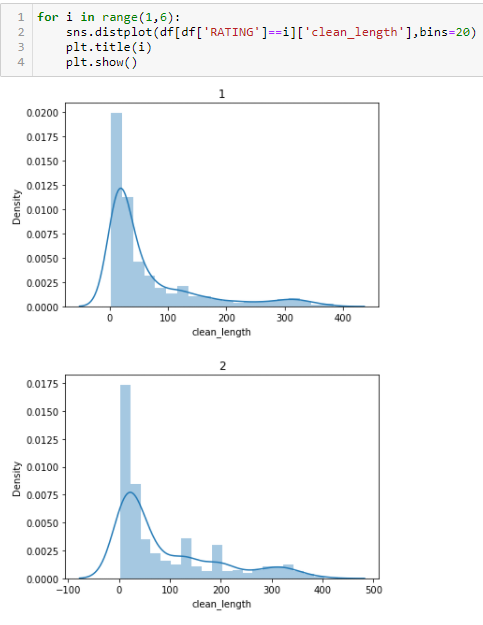 1 for i in range(1,6):
2 sns.distplot(df[df['RATING']==i]['clean_length'],bins=20)
3 plt.title(i)
4 plt.show()
1
0.0200
0.0175
0.0150
0.0125
0.0100
0.0075
0.0050
0.0025
0.0000
Density
0 100 200 300 400
clean_length
2
0.0175
0.0150
0.0125
0.0100
0.0075
0.0050
0.0025
0.0000
Density
−100 0 100 200 300 400 500
clean_length